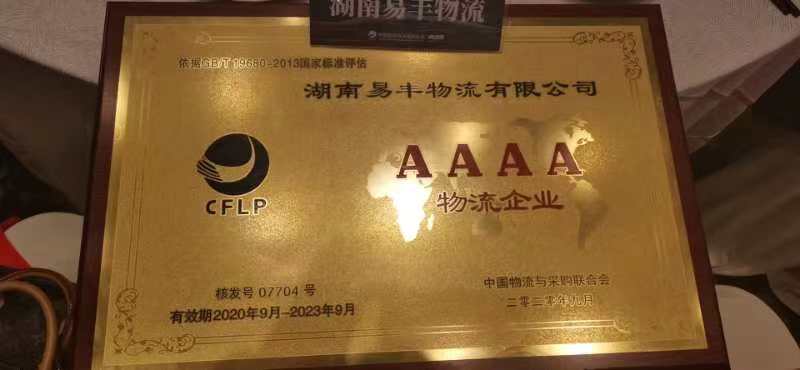 湖南易丰物流
依据GB/T 19680-2013国家标准评估
湖南易丰物流有限公司
AAAA
物流企业
CFLP
核发号 07704 号
有效期2020年9月-2023年9月
中国物流与采购联合会
二零二零年九月